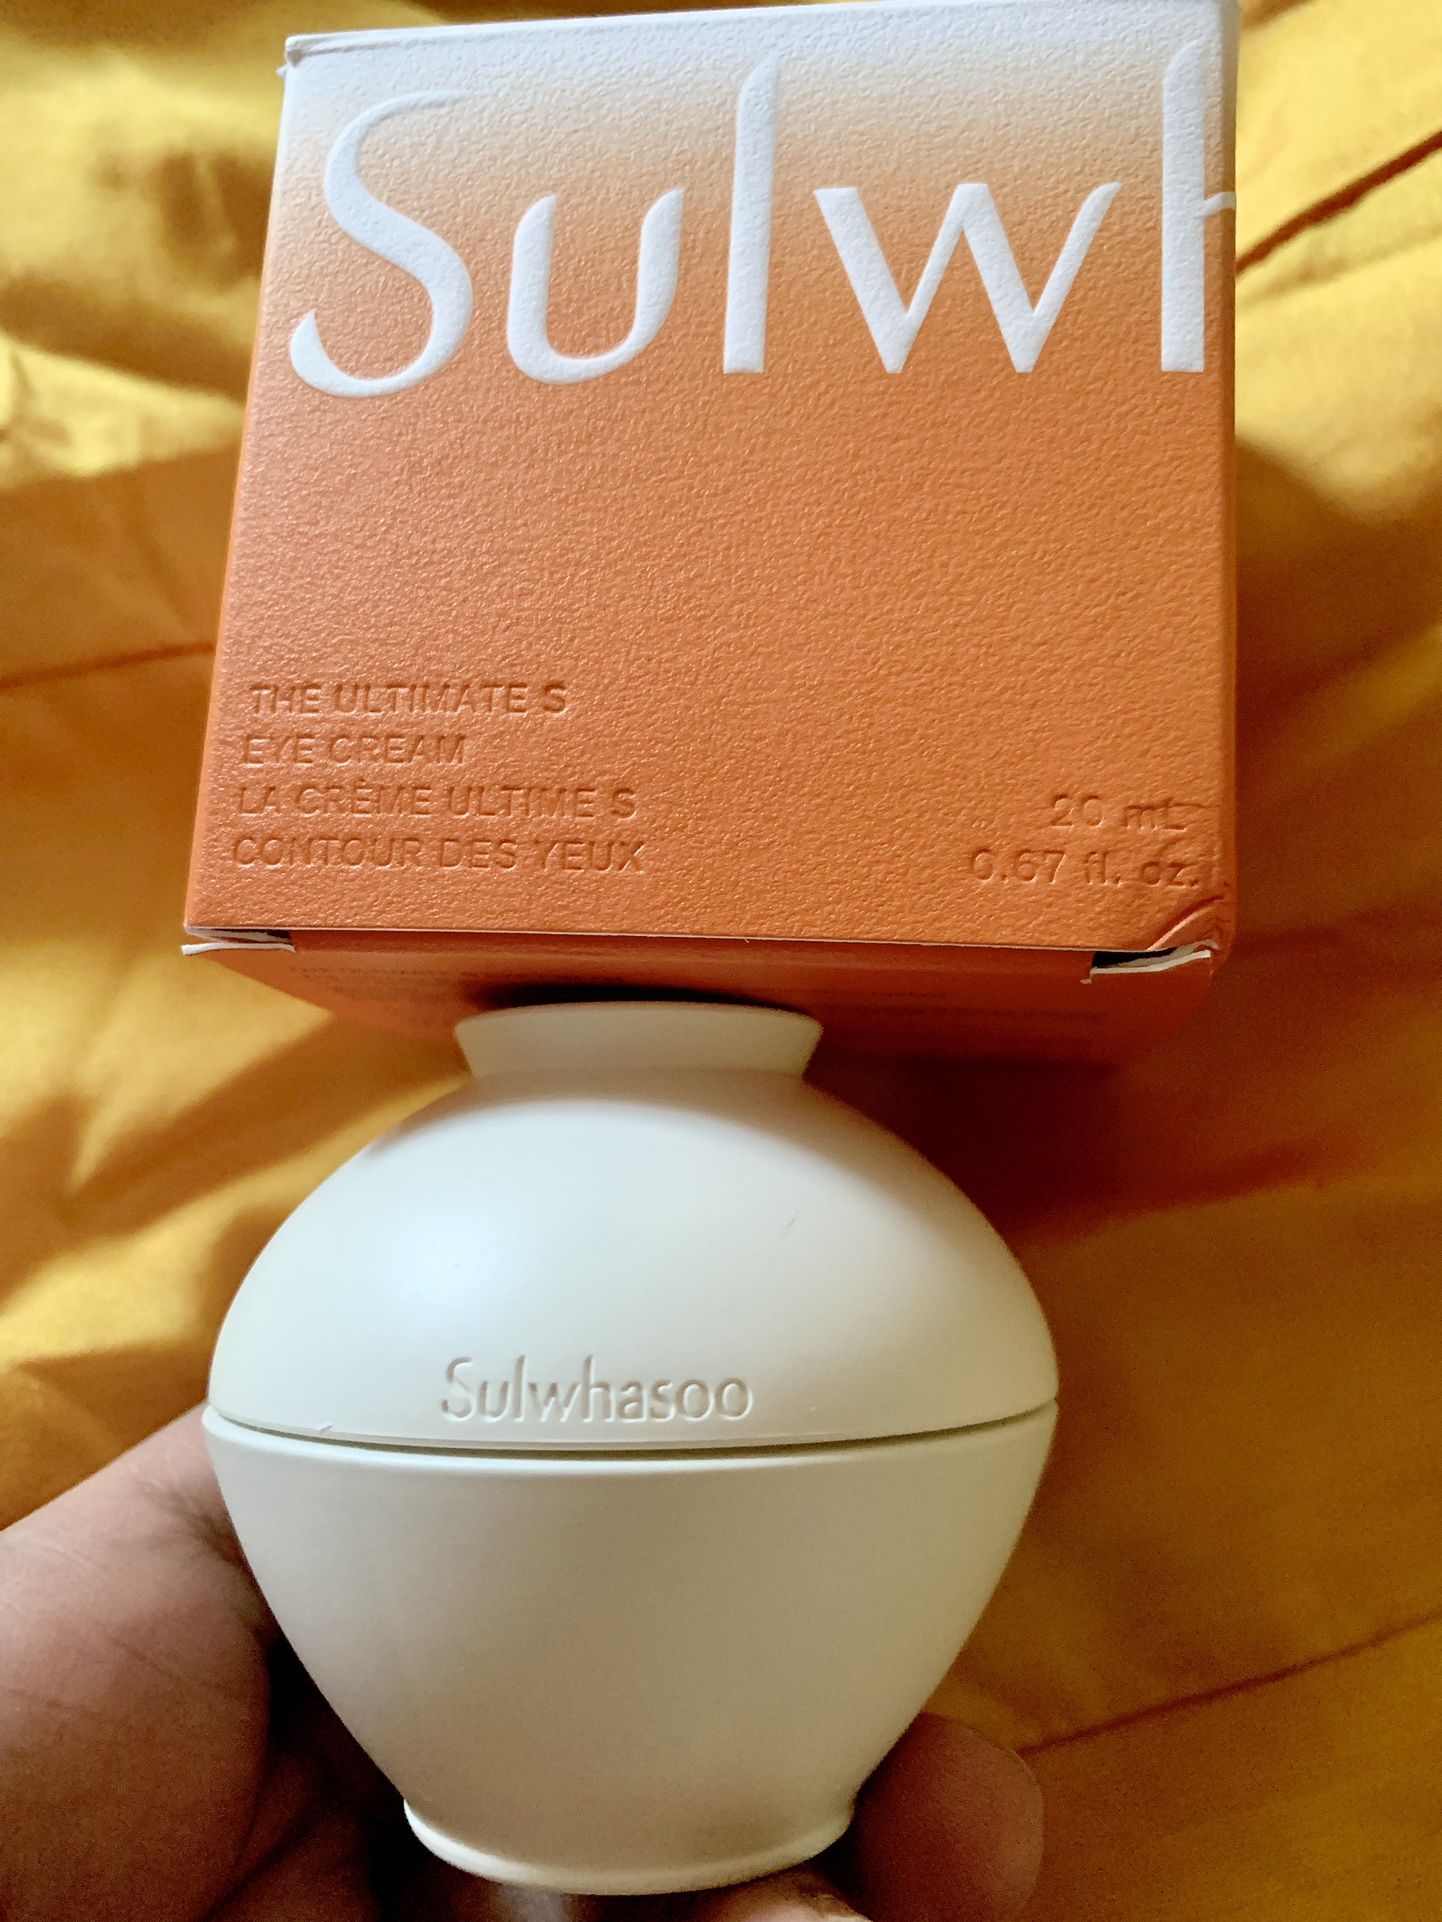 Sulwh
THE ULTIMATE S
EYE CREAM
LA CRÈME ULTIME S
CONTOUR DES YEUX
20 mL
0.67 fl. oz.
Sulwhasoo